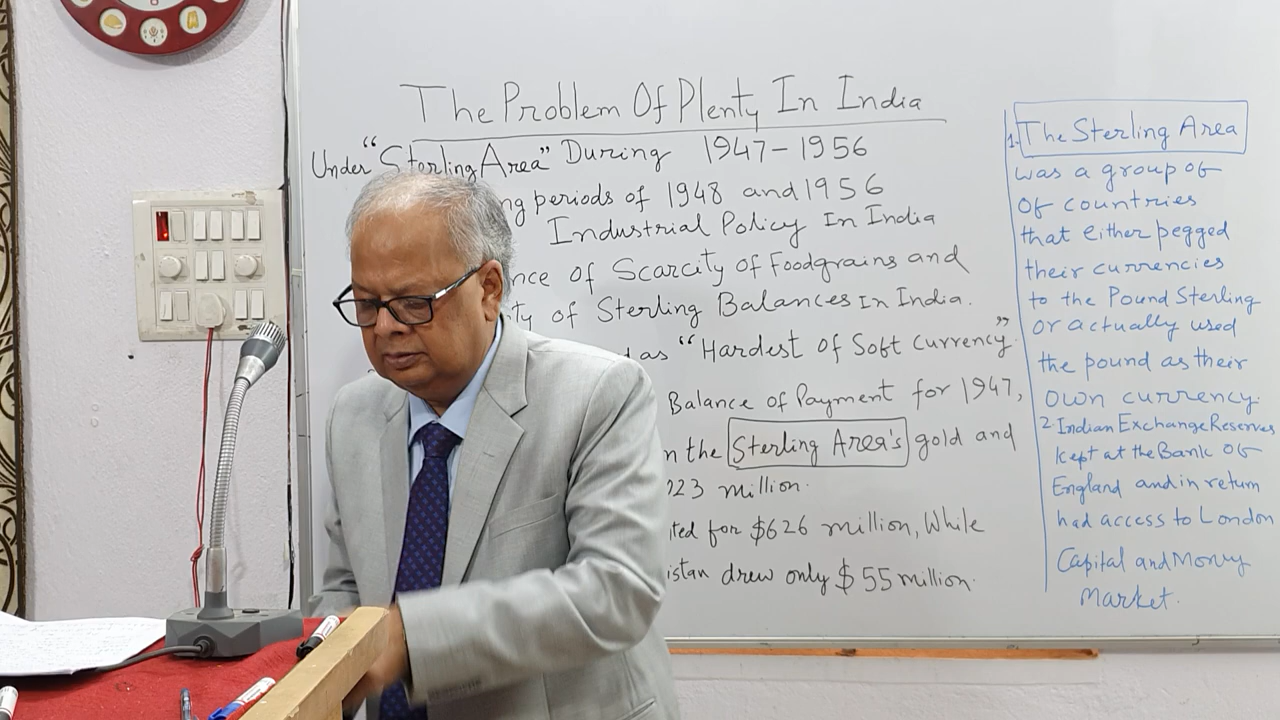 The Problem Of Plenty In India
Under "Sterling Area" During 1947-1956
periods of 1948 and 1956
Industrial Policy In India
of Scarcity of Foodgrains and
of Sterling Balances In India.
as "Hardest of Soft Currency"
Balance of Payment for 1947,
the Sterling Area's gold and
million.
for $626 million, While
drew only $55 million.
1. The Sterling Area
was a group of
of countries
that either pegged
their currencies
to the Pound Sterling
or actually used
the pound as their
own currency.
2. Indian Exchange Reserves
kept at the Bank of
England and in return
had access to London
Capital and Money
Market.